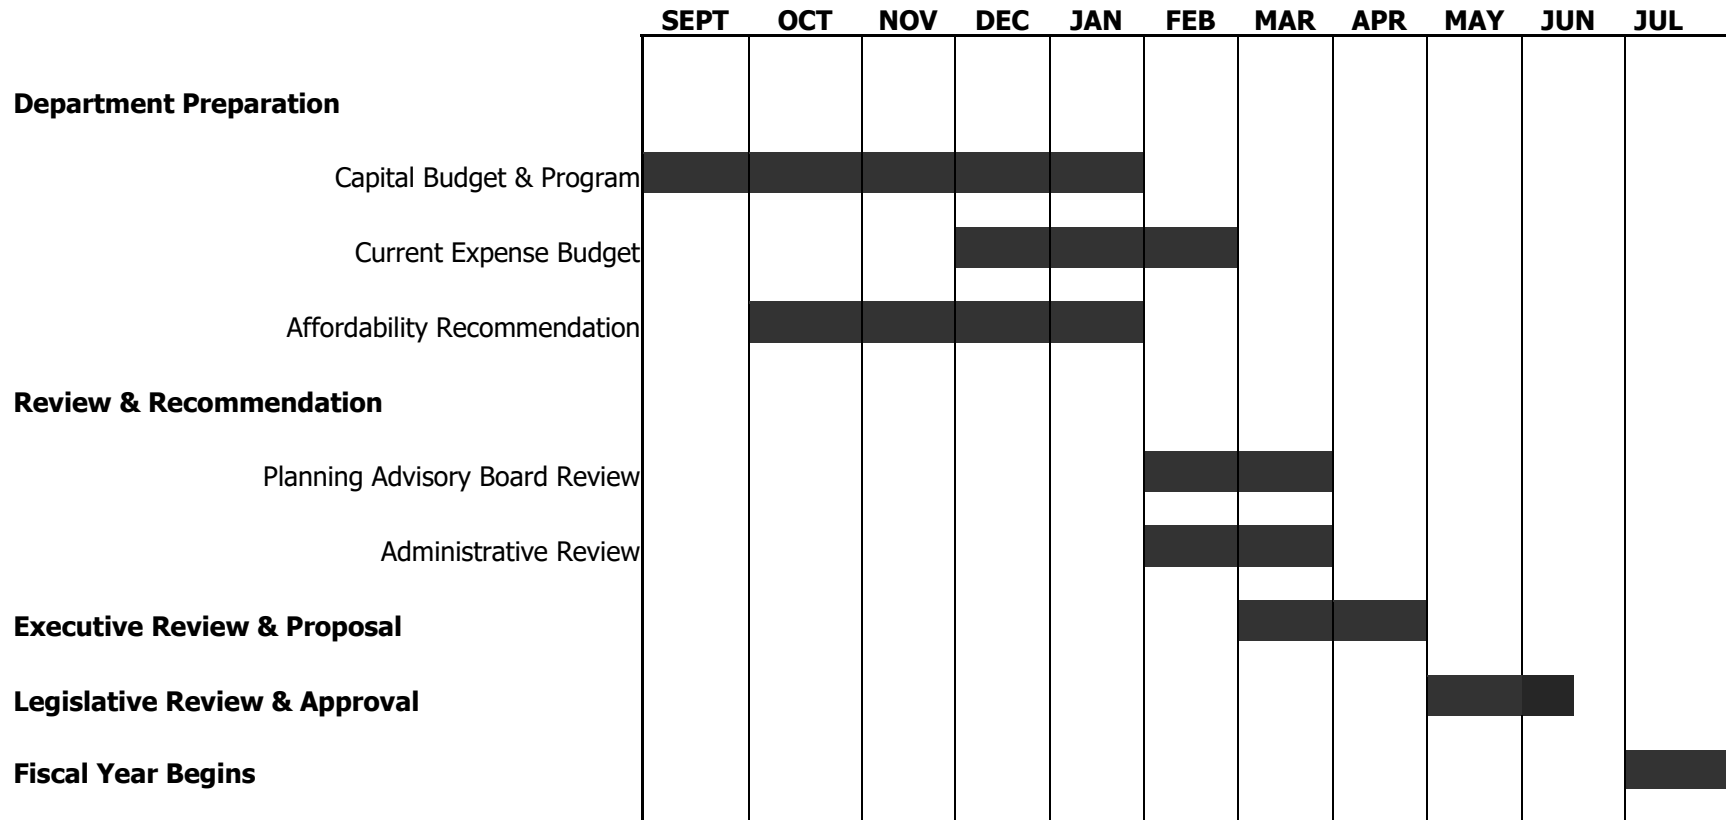 SEPT OCT NOV DEC JAN FEB MAR APR MAY JUN JUL
Department Preparation
Capital Budget & Program
Current Expense Budget
Affordability Recommendation
Review & Recommendation
Planning Advisory Board Review
Administrative Review
Executive Review & Proposal
Legislative Review & Approval
Fiscal Year Begins